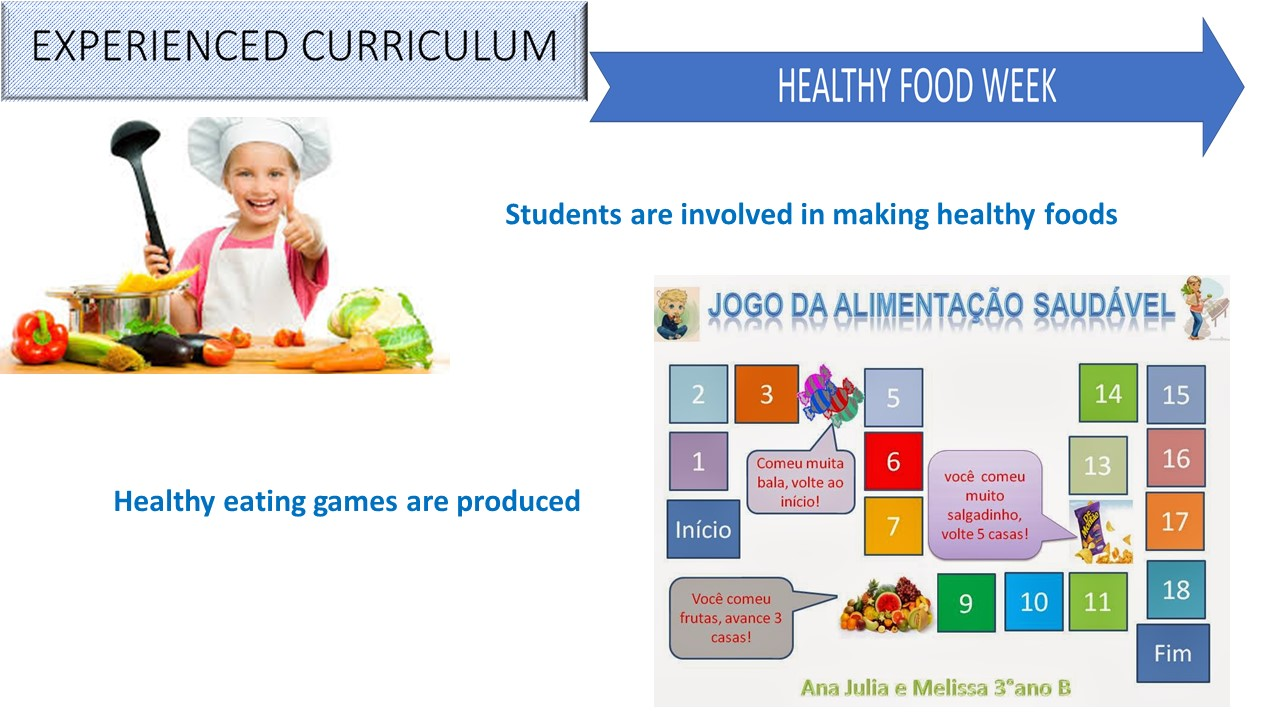 EXPERIENCED CURRICULUM
HEALTHY FOOD WEEK
Students are involved in making healthy foods
Healthy eating games are produced
JOGO DA ALIMENTAÇÃO SAUDÁVEL
2
3
5
14
15
1
Comeu muita
bala, volte ao
início!
6
você comeu
muito
salgadinho,
volte 5 casas!
13
16
Início
7
17
Você comeu
frutas, avance 3
casas!
9
10
11
18
Fim
Ana Julia e Melissa 3°ano B